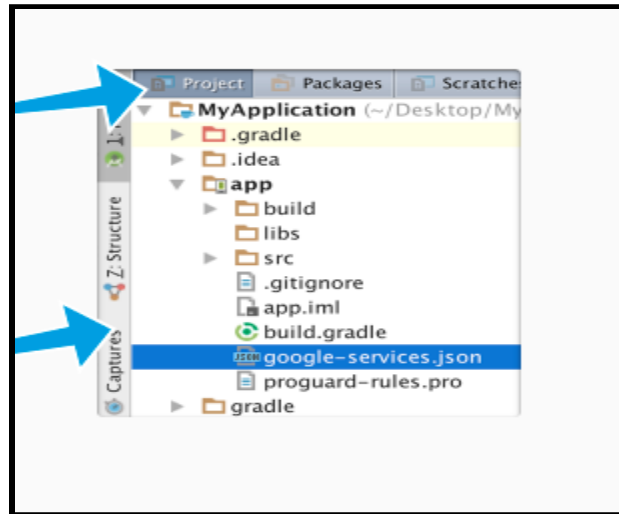 Project Packages Scratche
MyApplication (~/Desktop/My
.gradle
.idea
app
build
libs
src
.gitignore
app.iml
build.gradle
google-services.json
proguard-rules.pro
gradle
1:
Z: Structure
Captures